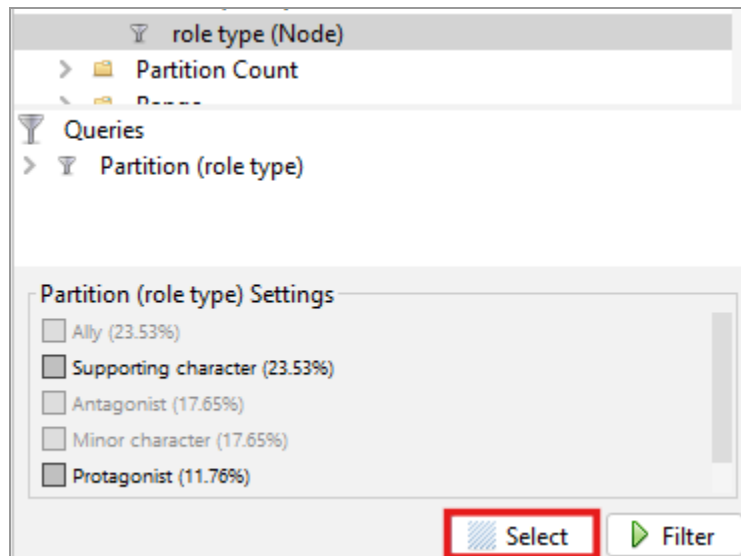 role type (Node)
Partition Count
Queries
Partition (role type)
Partition (role type) Settings
Ally (23.53%)
Supporting character (23.53%)
Antagonist (17.65%)
Minor character (17.65%)
Protagonist (11.76%)
Select
Filter